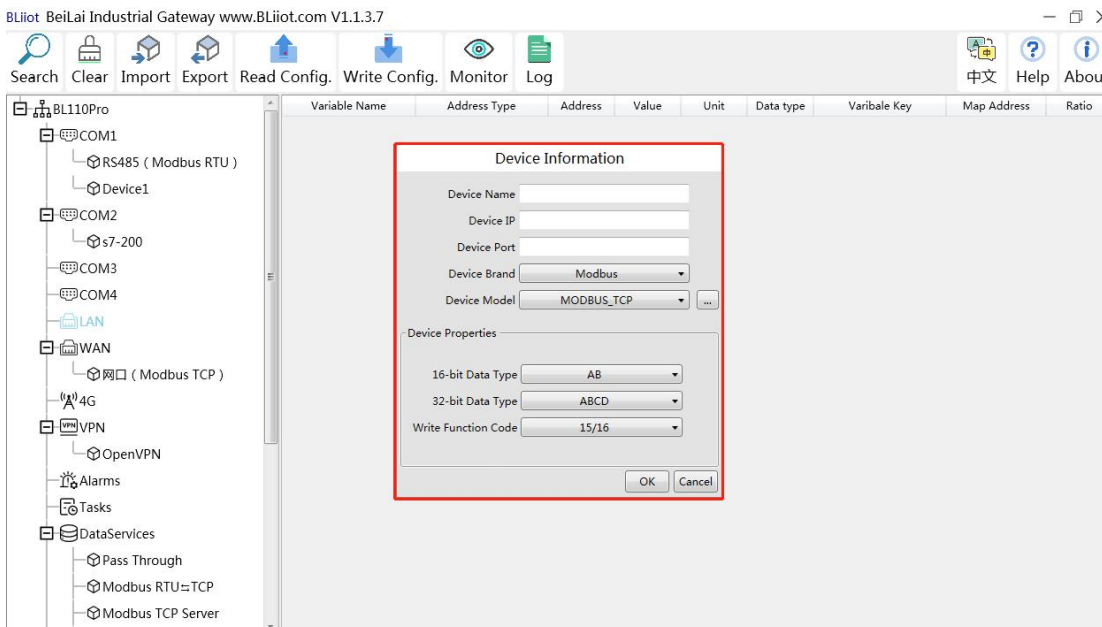 BLiiot BeiLai Industrial Gateway www.BLiiot.com V1.1.3.7
Search Clear Import Export Read Config. Write Config. Monitor Log 中文 Help Abou
Variable Name Address Type Address Value Unit Data type Varibale Key Map Address Ratio
BL110Pro
COM1
RS485 ( Modbus RTU )
Device1
COM2
s7-200
COM3
COM4
LAN
WAN
网口 ( Modbus TCP )
4G
VPN
OpenVPN
Alarms
Tasks
DataServices
Pass Through
Modbus RTU⇆TCP
Modbus TCP Server
Device Information
Device Name
Device IP
Device Port
Device Brand Modbus
Device Model MODBUS_TCP ...
Device Properties
16-bit Data Type AB
32-bit Data Type ABCD
Write Function Code 15/16
OK Cancel